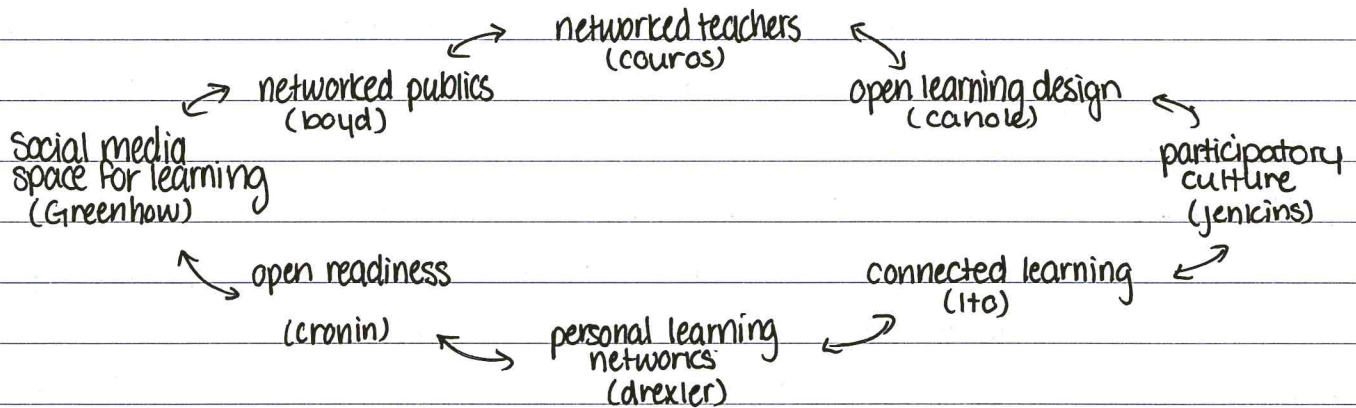 networked teachers
(couros)
networked publics
(boyd)
open learning design
(canole)
social media
space for learning
(Greenhow)
participatory
culture
(jenkins)
open readiness
(cronin)
connected learning
(Ito)
personal learning
networks
(drexler)